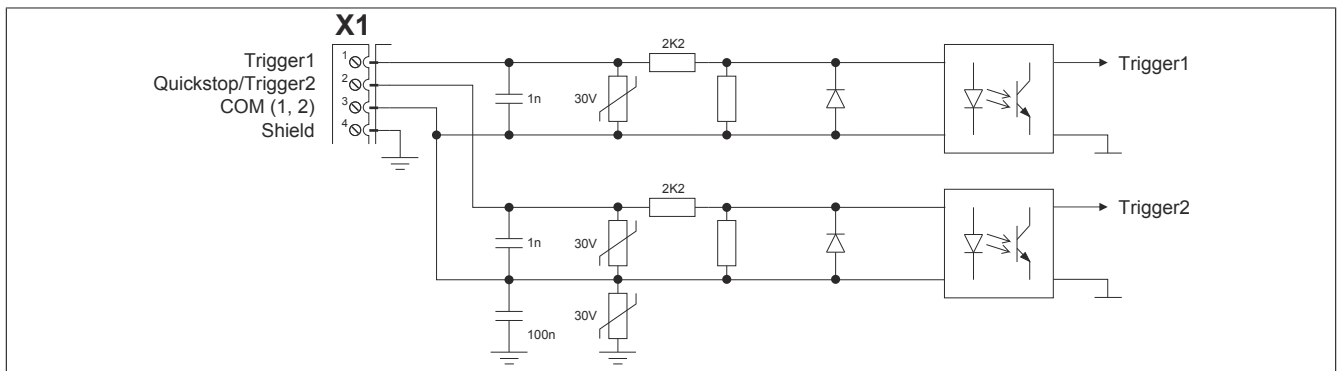 X1
Trigger1
Quickstop/Trigger2
COM (1, 2)
Shield
1
2
3
4
1n
30V
2K2
Trigger1
1n
30V
2K2
Trigger2
100n
30V